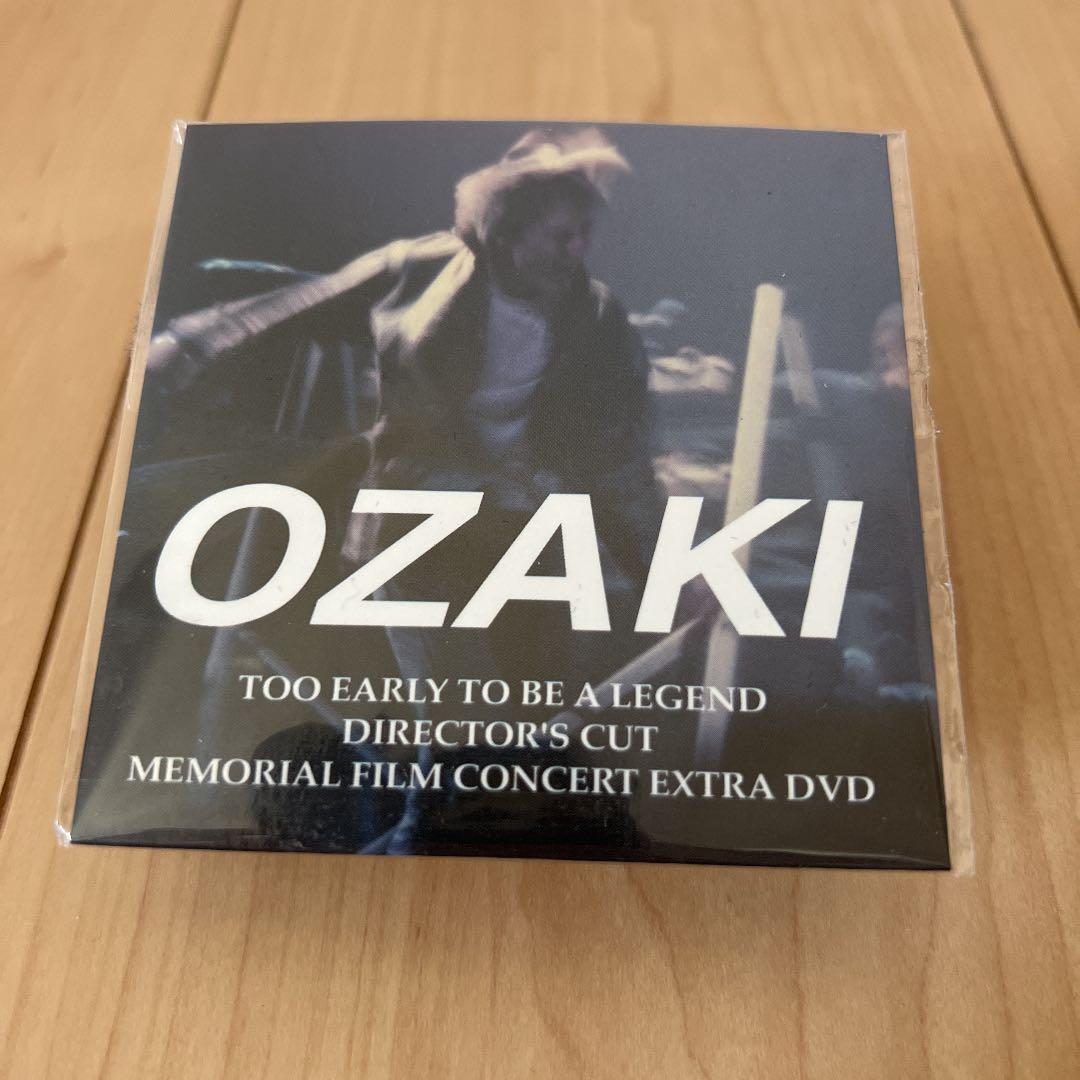 OZAKI
TOO EARLY TO BE A LEGEND
DIRECTOR'S CUT
MEMORIAL FILM CONCERT EXTRA DVD